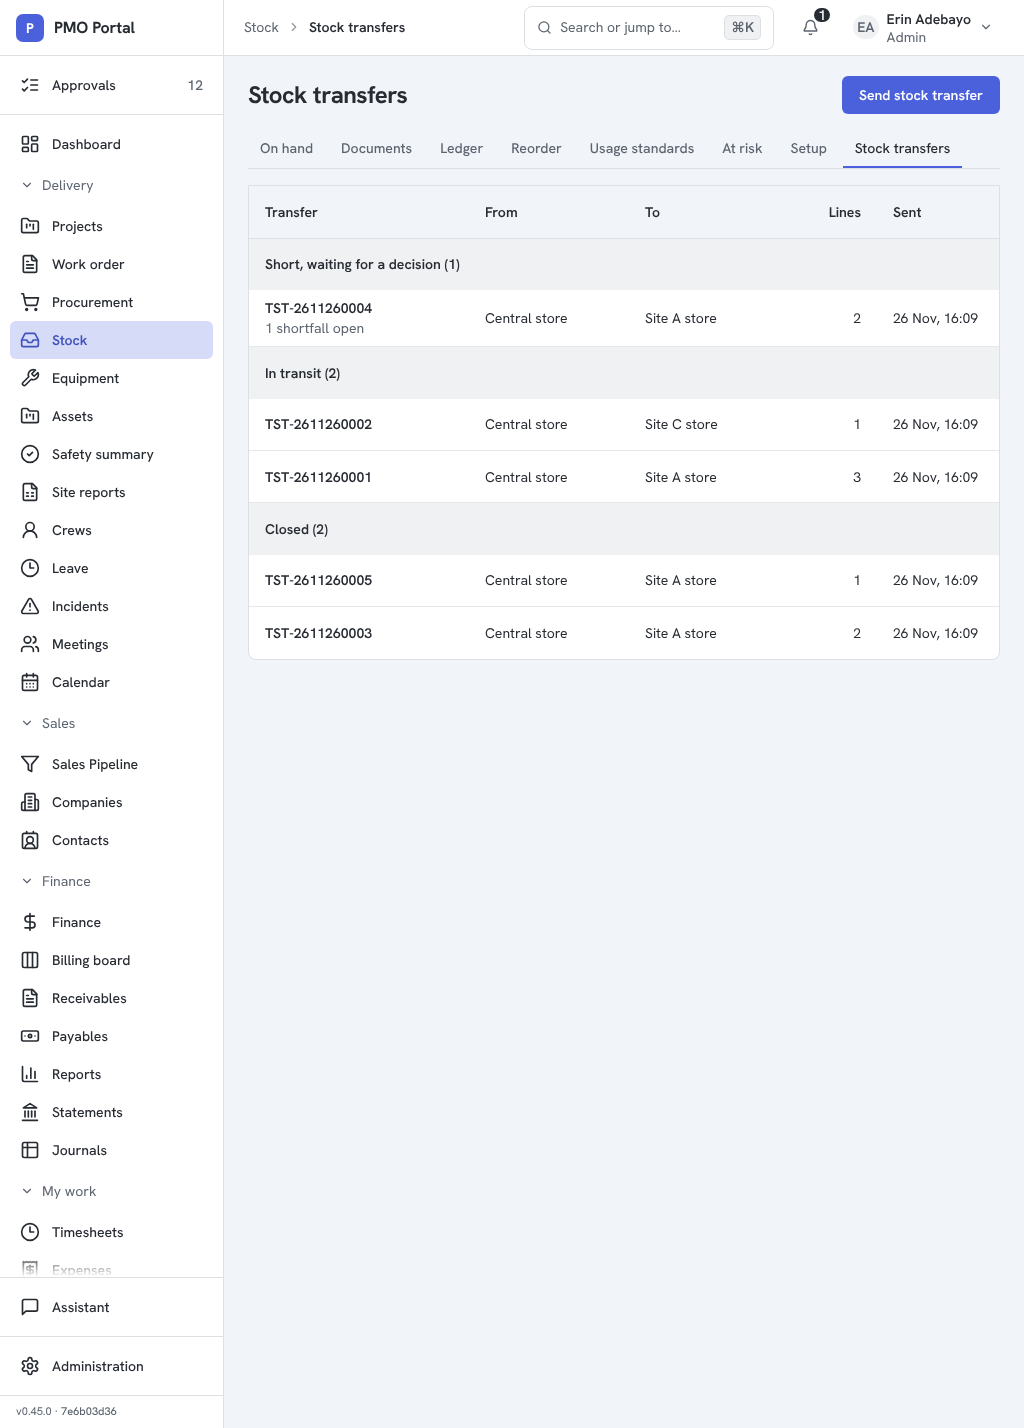 P PMO Portal
Stock > Stock transfers
Search or jump to... ⌘K
1
EA Erin Adebayo
Admin
Approvals 12
Dashboard
Delivery
Projects
Work order
Procurement
Stock
Equipment
Assets
Safety summary
Site reports
Crews
Leave
Incidents
Meetings
Calendar
Sales
Sales Pipeline
Companies
Contacts
Finance
Finance
Billing board
Receivables
Payables
Reports
Statements
Journals
My work
Timesheets
Expenses
Assistant
Administration
v0.45.0 · 7e6b03d36
Stock transfers
Send stock transfer
On hand Documents Ledger Reorder Usage standards At risk Setup Stock transfers
Transfer From To Lines Sent
Short, waiting for a decision (1)
TST-2611260004 Central store Site A store 2 26 Nov, 16:09
1 shortfall open
In transit (2)
TST-2611260002 Central store Site C store 1 26 Nov, 16:09
TST-2611260001 Central store Site A store 3 26 Nov, 16:09
Closed (2)
TST-2611260005 Central store Site A store 1 26 Nov, 16:09
TST-2611260003 Central store Site A store 2 26 Nov, 16:09